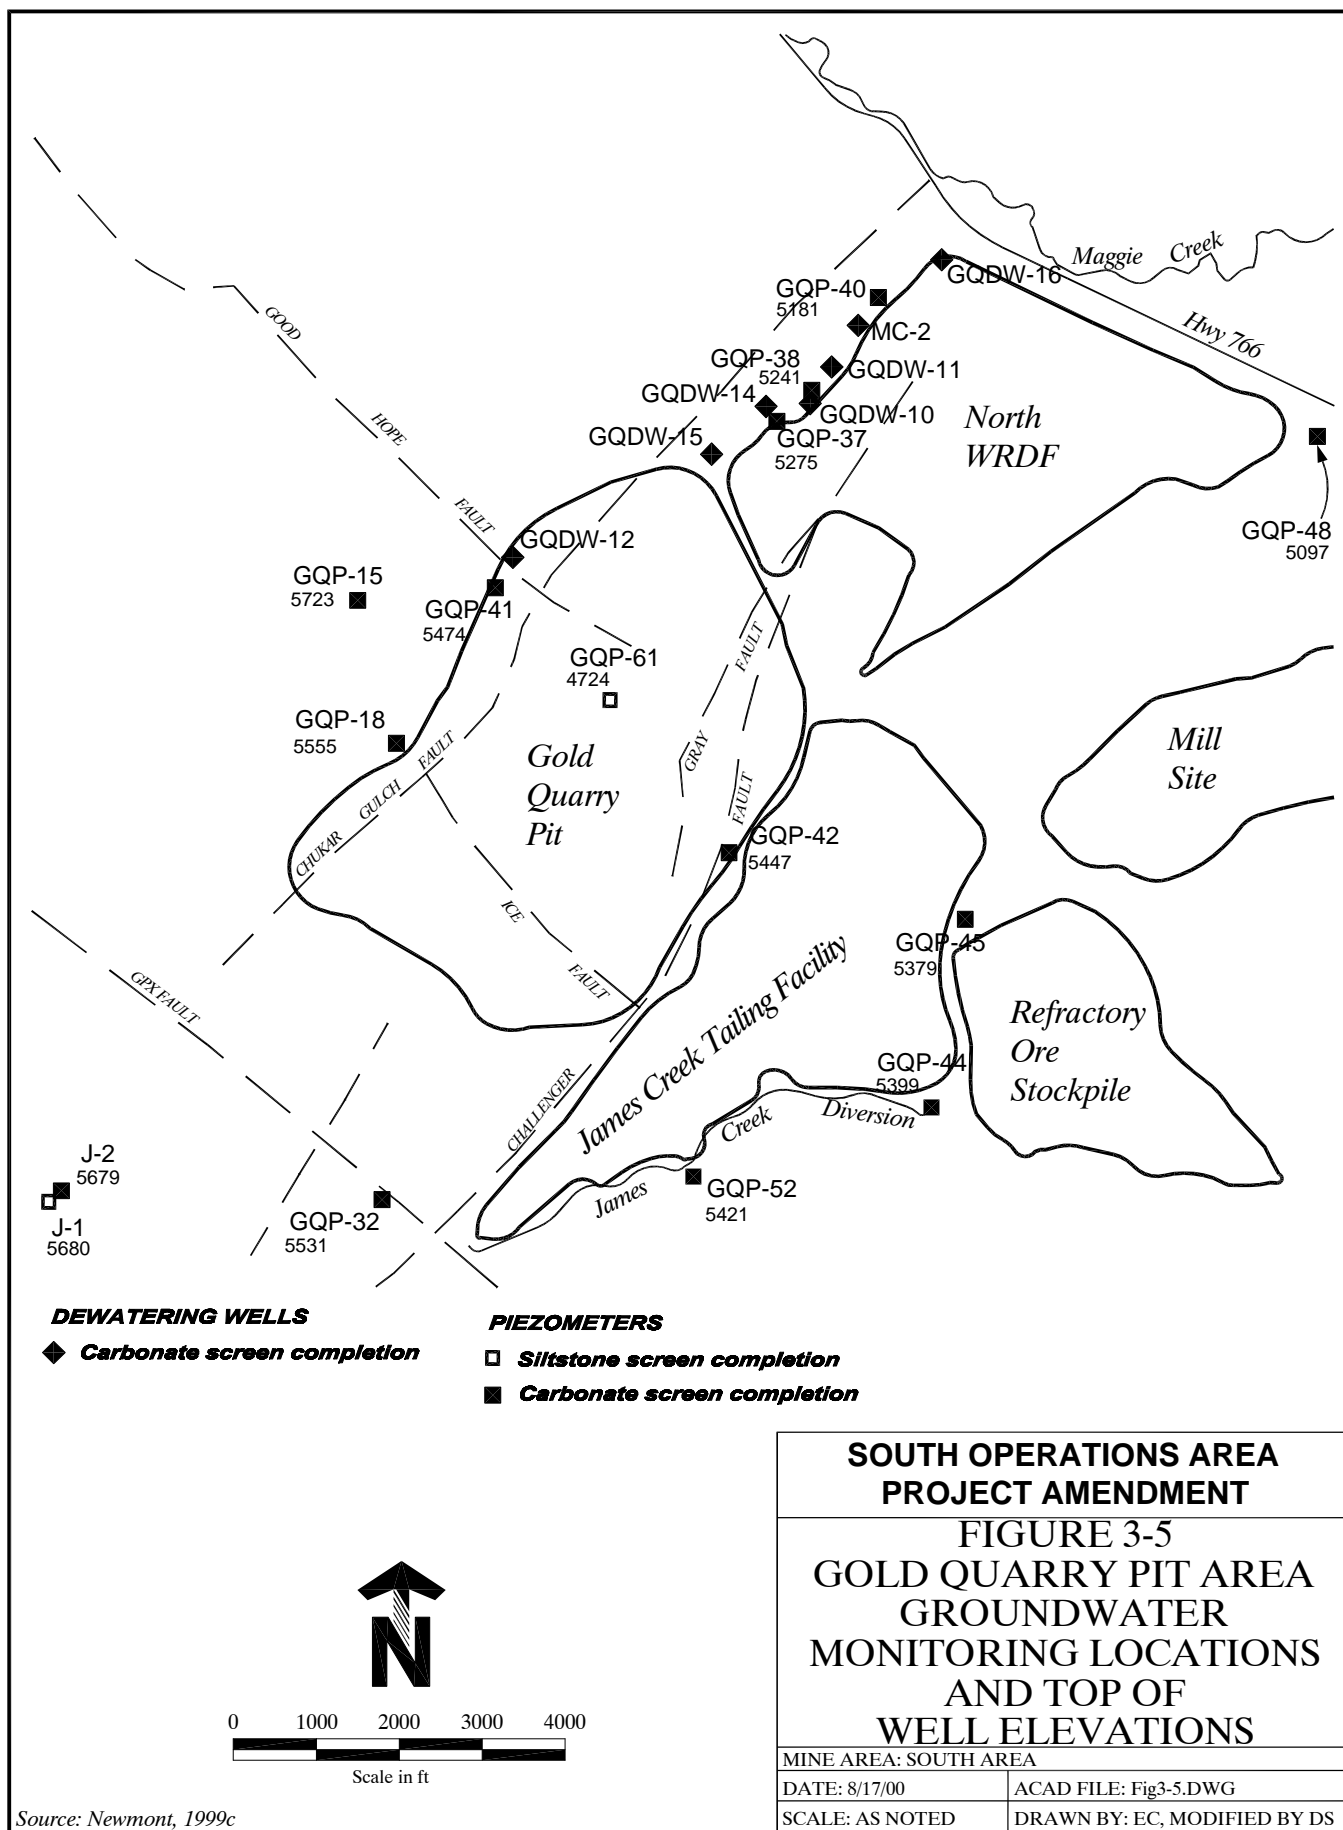 Maggie Creek
Hwy 766
GQDW-16
GQP-40
5181
MC-2
GQP-38
5241
GQDW-11
GQDW-14
GQDW-10
GQDW-15
GQP-37
5275
North
WRDF
GQP-48
5097
GOOD
HOPE
FAULT
GQDW-12
GQP-15
5723
GQP-41
5474
GQP-61
4724
GRAY
FAULT
GQP-18
5555
CHUKAR
GULCH
FAULT
Gold
Quarry
Pit
Mill
Site
FAULT
GQP-42
5447
ICE
FAULT
GQP-45
5379
GPX FAULT
James Creek Tailing Facility
Refractory
Ore
Stockpile
GQP-44
5399
CHALLENGER
James
Creek
Diversion
J-2
5679
J-1
5680
GQP-32
5531
GQP-52
5421
DEWATERING WELLS
Carbonate screen completion
PIEZOMETERS
Siltstone screen completion
Carbonate screen completion
N
0 1000 2000 3000 4000
Scale in ft
Source: Newmont, 1999c
SOUTH OPERATIONS AREA
PROJECT AMENDMENT
FIGURE 3-5
GOLD QUARRY PIT AREA
GROUNDWATER
MONITORING LOCATIONS
AND TOP OF
WELL ELEVATIONS
MINE AREA: SOUTH AREA
DATE: 8/17/00
ACAD FILE: Fig3-5.DWG
SCALE: AS NOTED
DRAWN BY: EC, MODIFIED BY DS